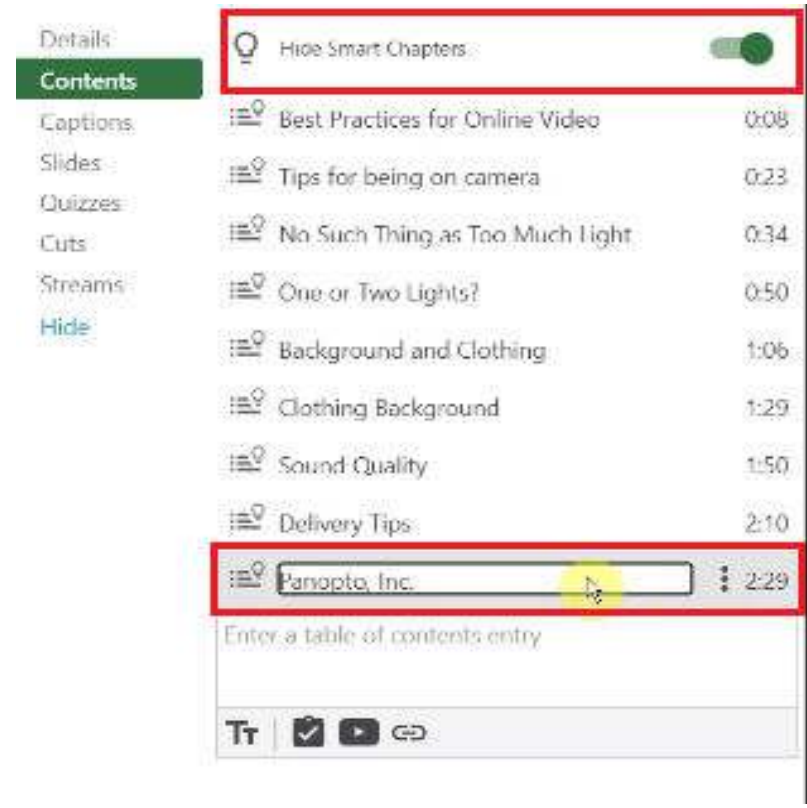 Details
Contents
Captions
Slides
Quizzes
Cuts
Streams
Hide
Hide Smart Chapters
Best Practices for Online Video 0:08
Tips for being on camera 0:23
No Such Thing as Too Much Light 0:34
One or Two Lights? 0:50
Background and Clothing 1:06
Clothing Background 1:29
Sound Quality 1:50
Delivery Tips 2:10
Panopto, Inc. 2:29
Enter a table of contents entry
TT